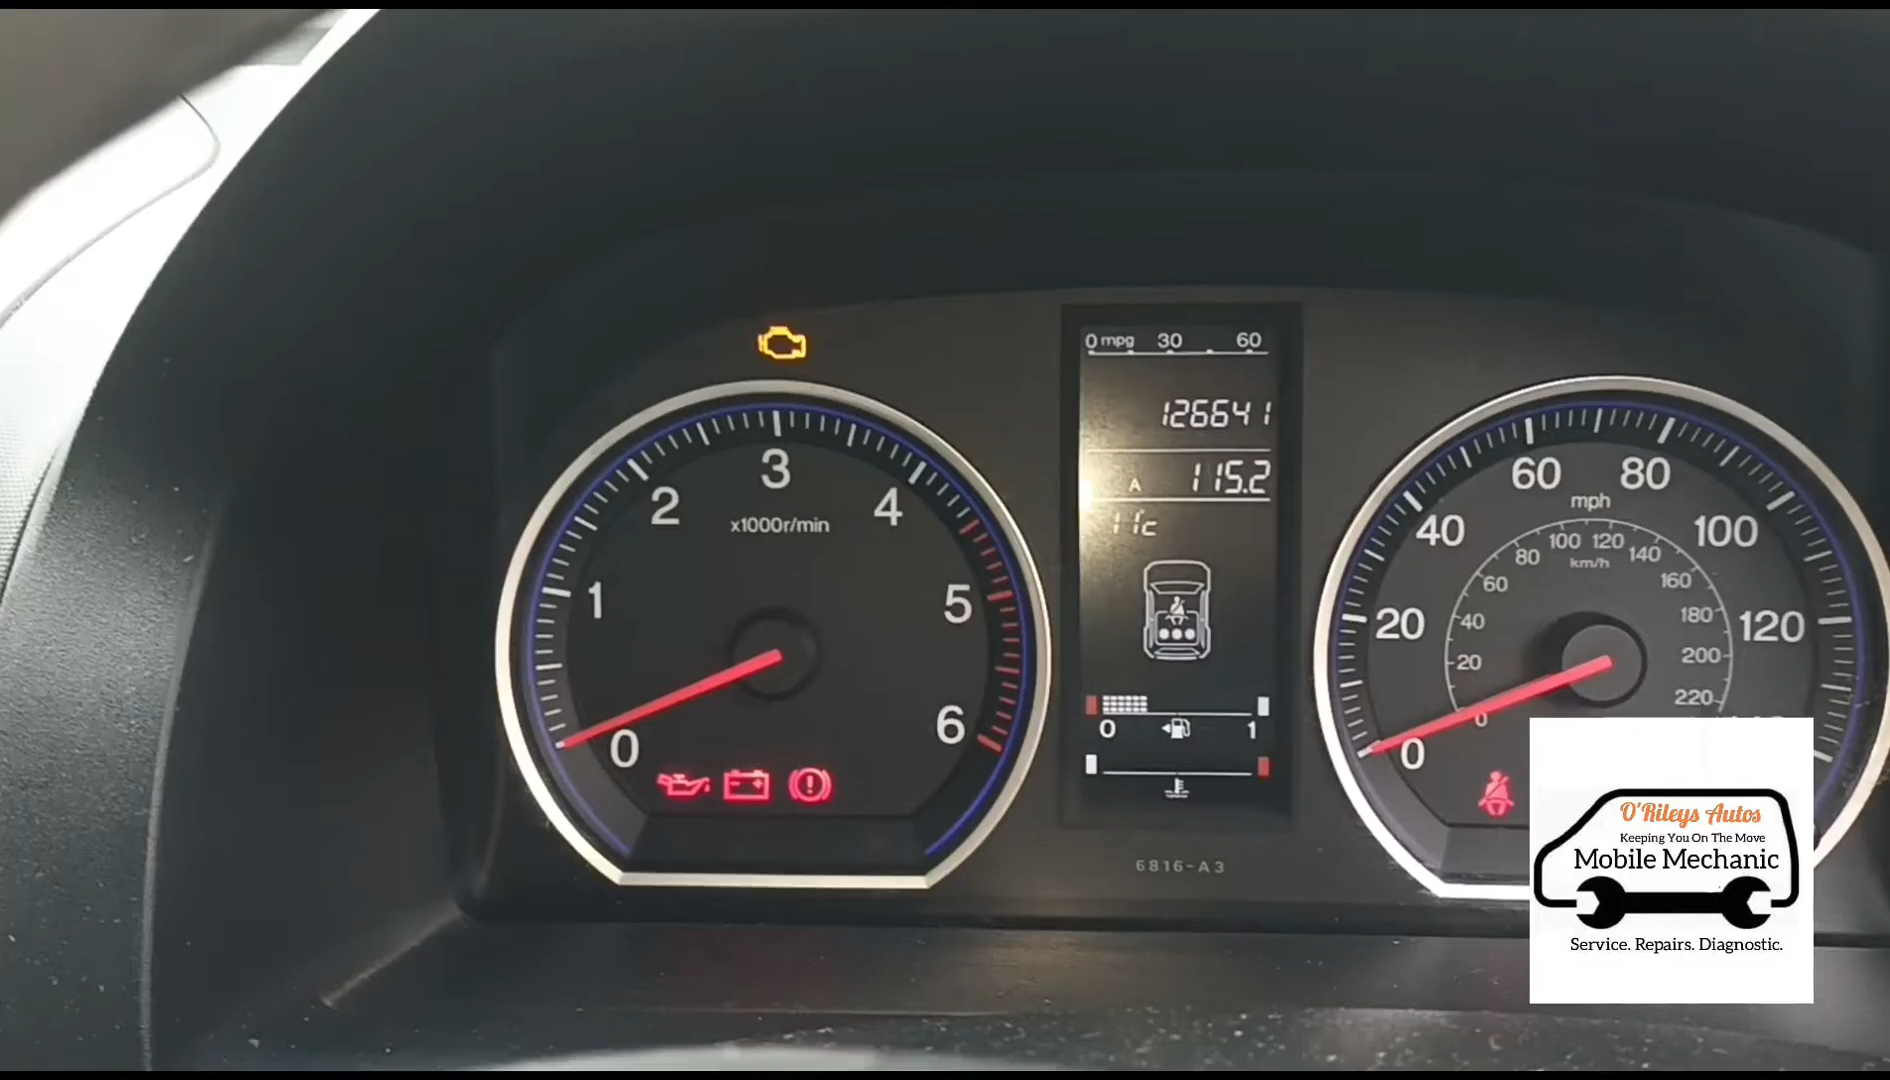 0 mpg 30 60
126641
A 115.2
11°c
0 1
6816-A3
0 1 2 3 4 5 6
x1000r/min
0 20 40 60 80 100 120
mph
0 20 40 60 80 100 120 140 160 180 200 220
km/h
O'Rileys Autos
Keeping You On The Move
Mobile Mechanic
Service. Repairs. Diagnostic.